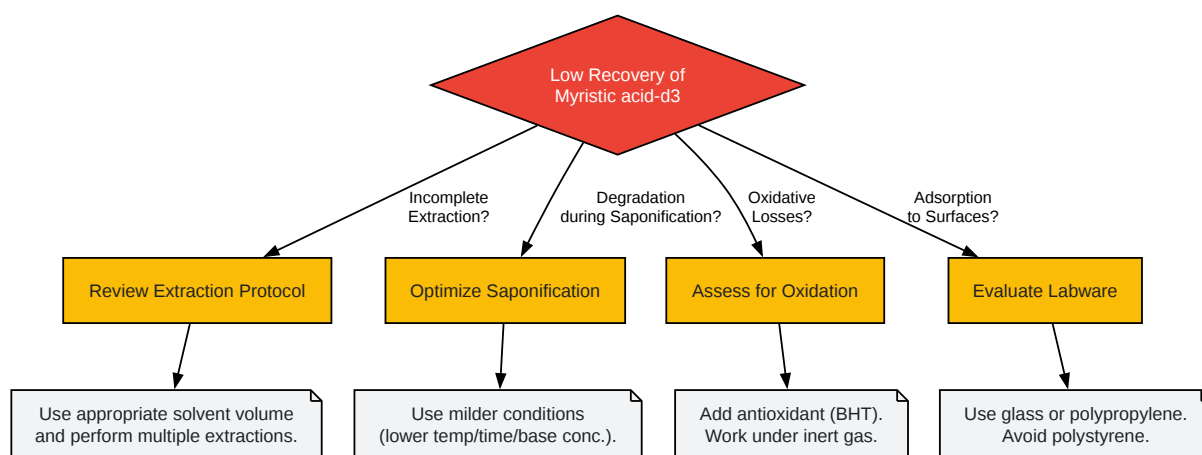 Low Recovery of
Myristic acid-d3
Incomplete
Extraction?
Degradation
during Saponification?
Oxidative
Losses?
Adsorption
to Surfaces?
Review Extraction Protocol
Optimize Saponification
Assess for Oxidation
Evaluate Labware
Use appropriate solvent volume
and perform multiple extractions.
Use milder conditions
(lower temp/time/base conc.).
Add antioxidant (BHT).
Work under inert gas.
Use glass or polypropylene.
Avoid polystyrene.